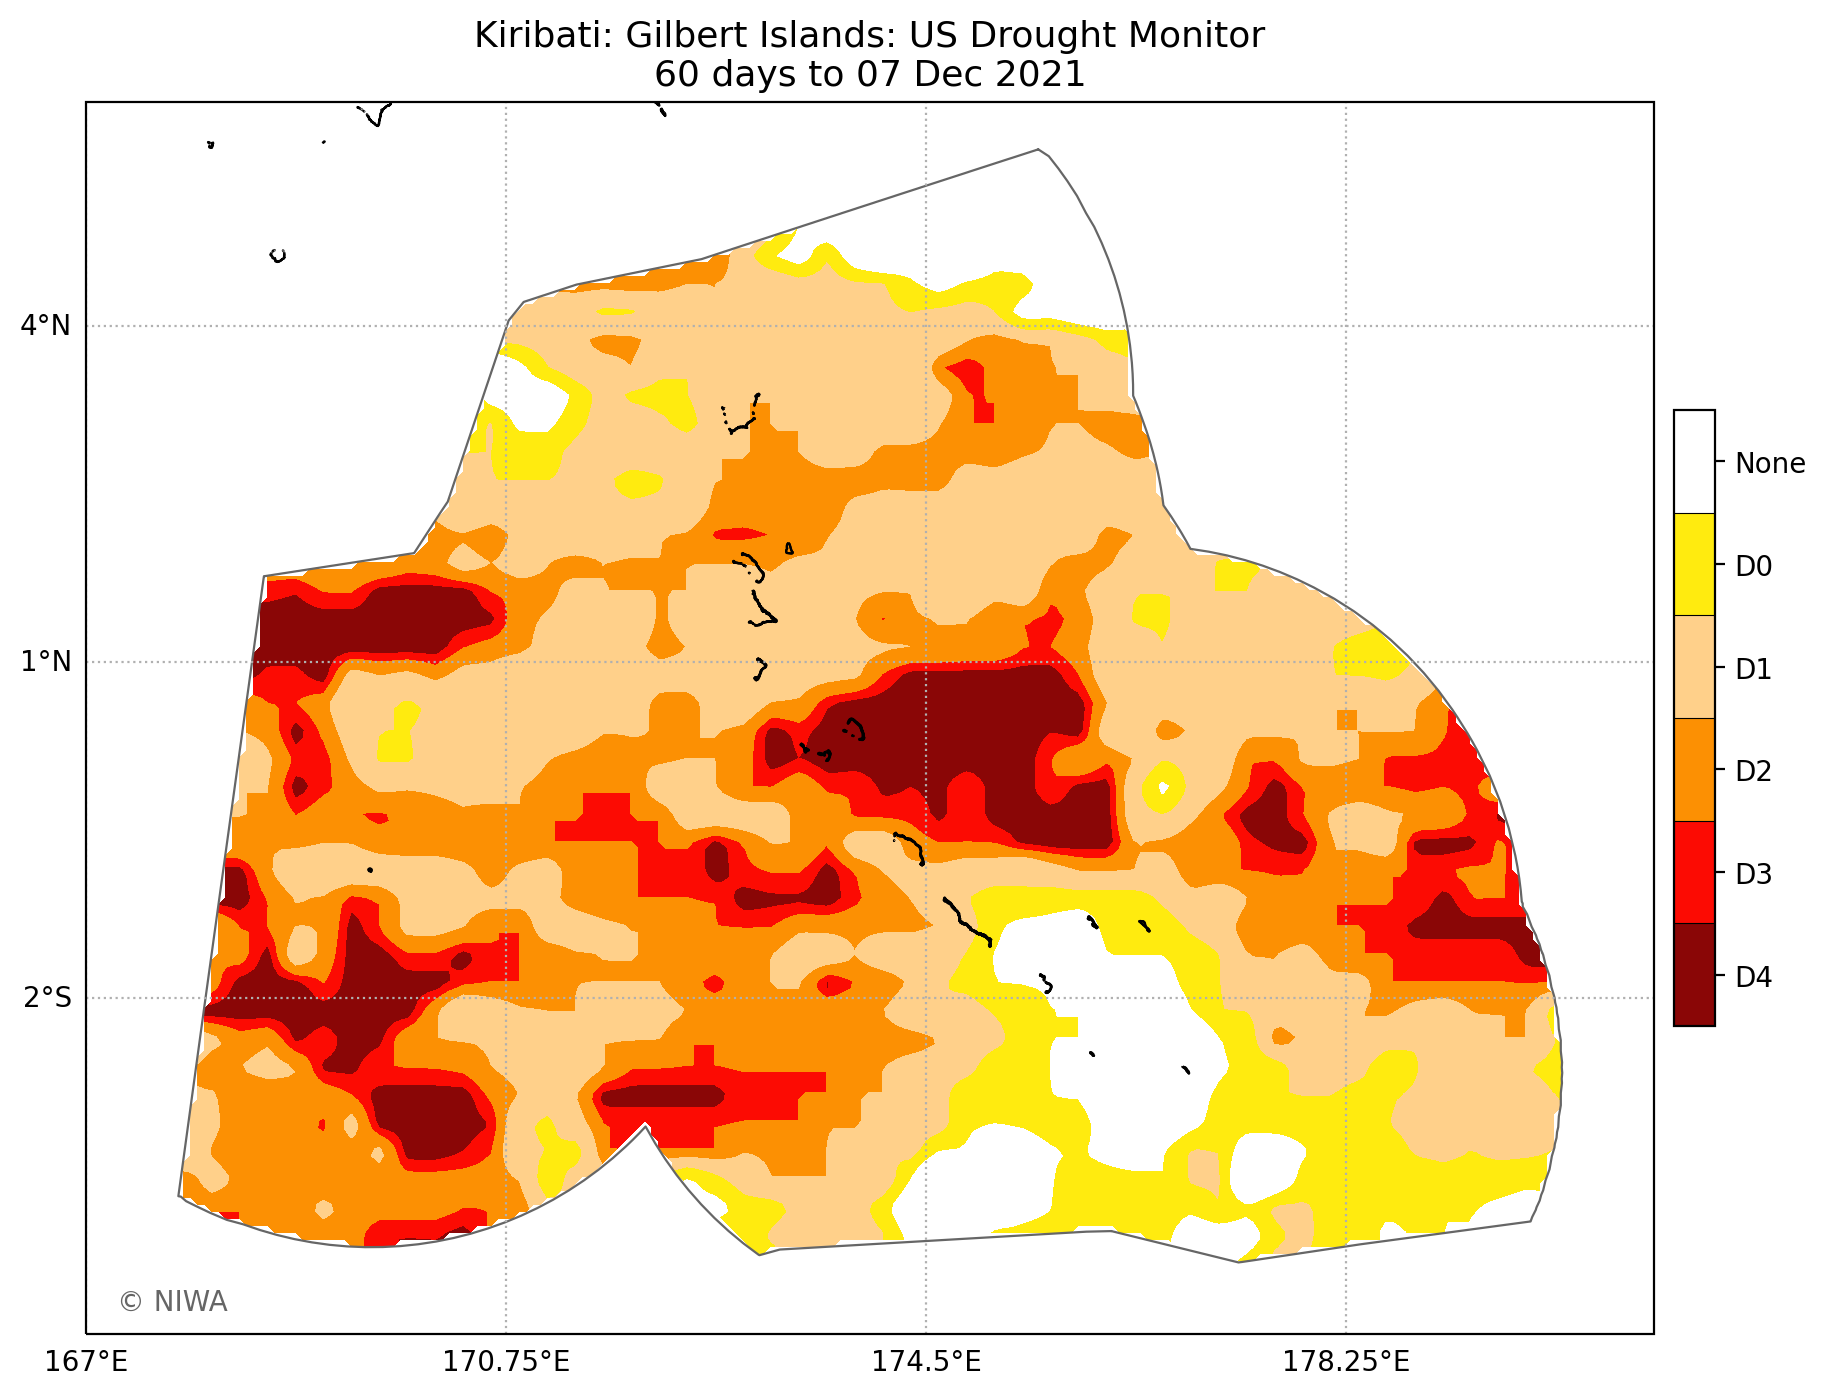 Kiribati: Gilbert Islands: US Drought Monitor
60 days to 07 Dec 2021
4°N
1°N
2°S
167°E
170.75°E
174.5°E
178.25°E
None
D0
D1
D2
D3
D4
© NIWA